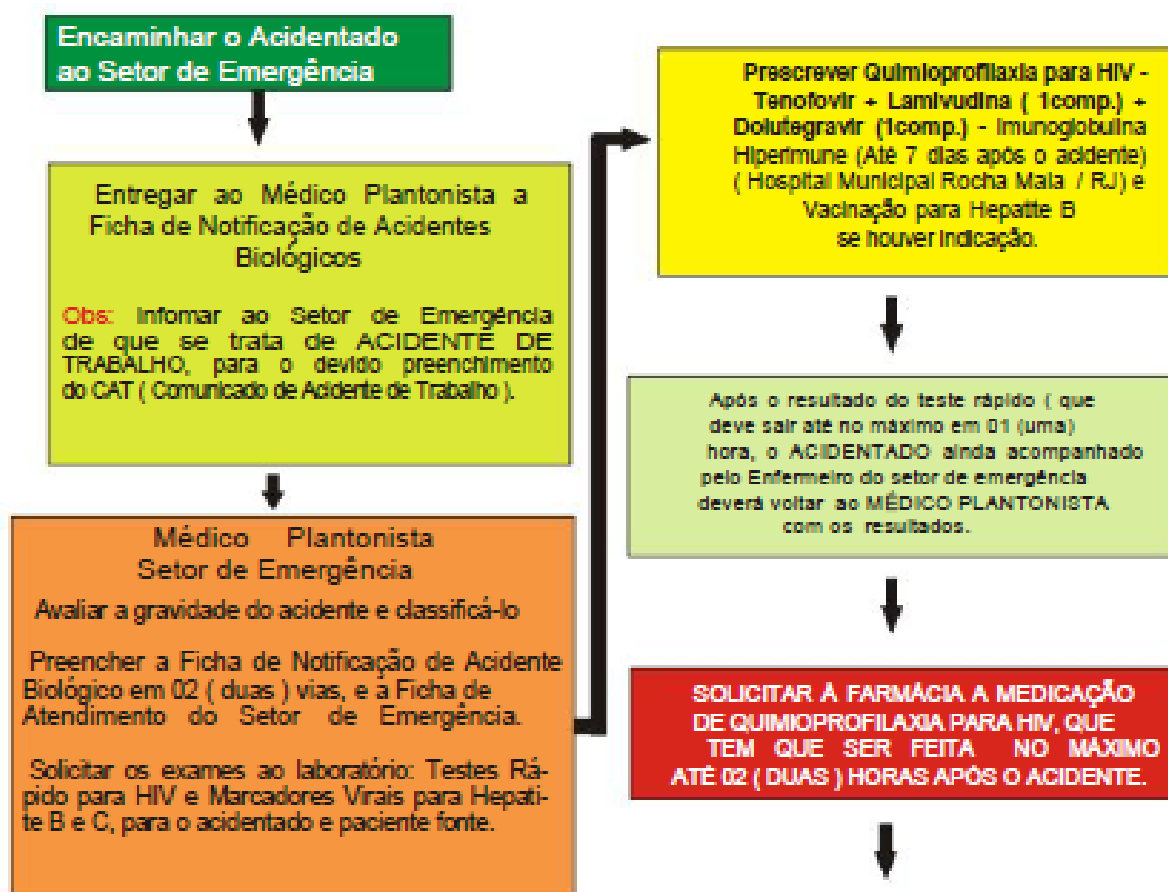 Encaminhar o Acidentado
ao Setor de Emergência
Entregar ao Médico Plantonista a
Ficha de Notificação de Acidentes
Biológicos
Obs: Infomar ao Setor de Emergência
de que se trata de ACIDENTE DE
TRABALHO, para o devido preenchimento
do CAT ( Comunicado de Acidente de Trabalho ).
Médico Plantonista
Setor de Emergência
Avaliar a gravidade do acidente e classificá-lo
Preencher a Ficha de Notificação de Acidente
Biológico em 02 ( duas ) vias, e a Ficha de
Atendimento do Setor de Emergência.
Solicitar os exames ao laboratório: Testes Rá-
pido para HIV e Marcadores Virais para Hepati-
te B e C, para o acidentado e paciente fonte.
Prescrever Quimioprofilaxia para HIV -
Tenofovir + Lamivudina ( 1comp.) +
Dolutegravir (1comp.) - Imunoglobulina
Hiperimune (Até 7 dias após o acidente)
( Hospital Municipal Rocha Maia / RJ) e
Vacinação para Hepatite B
se houver indicação.
Após o resultado do teste rápido ( que
deve sair até no máximo em 01 (uma)
hora, o ACIDENTADO ainda acompanhado
pelo Enfermeiro do setor de emergência
deverá voltar ao MÉDICO PLANTONISTA
com os resultados.
SOLICITAR À FARMÁCIA A MEDICAÇÃO
DE QUIMIOPROFILAXIA PARA HIV, QUE
TEM QUE SER FEITA NO MÁXIMO
ATÉ 02 ( DUAS ) HORAS APÓS O ACIDENTE.